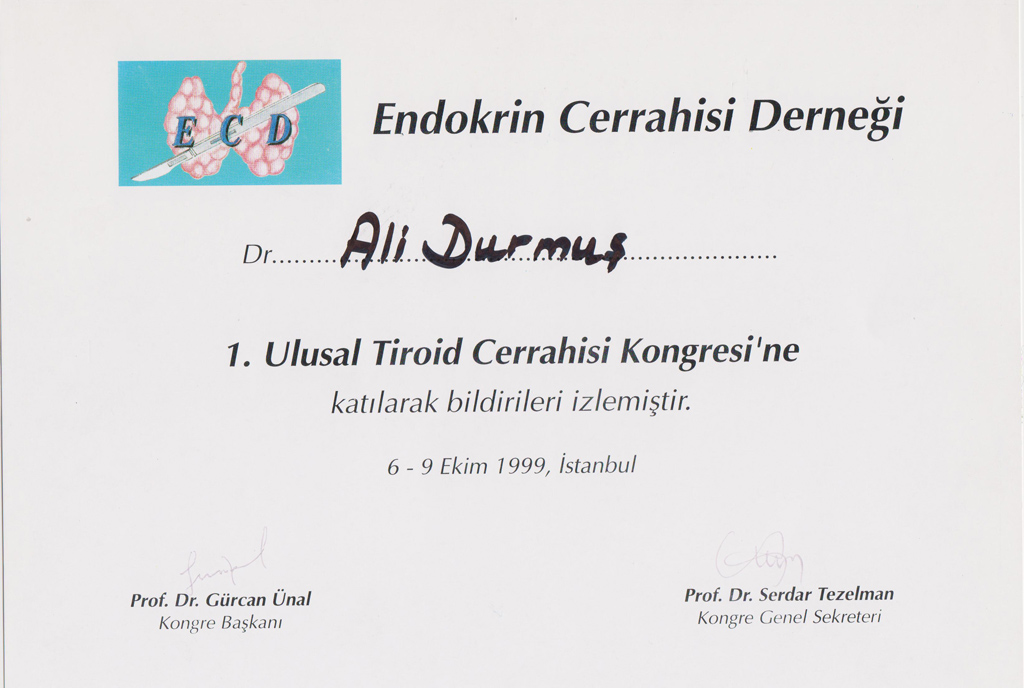 E C D
Endokrin Cerrahisi Derneği
Dr.......Ali Durmuş.......................
1. Ulusal Tiroid Cerrahisi Kongresi'ne
katılarak bildirileri izlemiştir.
6 - 9 Ekim 1999, İstanbul
Prof. Dr. Gürcan Ünal
Kongre Başkanı
Prof. Dr. Serdar Tezelman
Kongre Genel Sekreteri